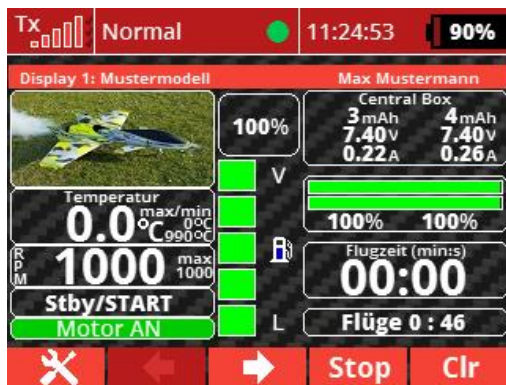 Tx Normal 11:24:53 90%
Display 1: Mustermodell Max Mustermann
100%
V
L
Temperatur
0.0°C max/min 0°C 990°C
RPM 1000 max 1000
Stby/START
Motor AN
Central Box
3mAh 4mAh
7.40V 7.40V
0.22A 0.26A
100% 100%
Flugzeit (min:s)
00:00
Flüge 0 : 46
Stop Clr